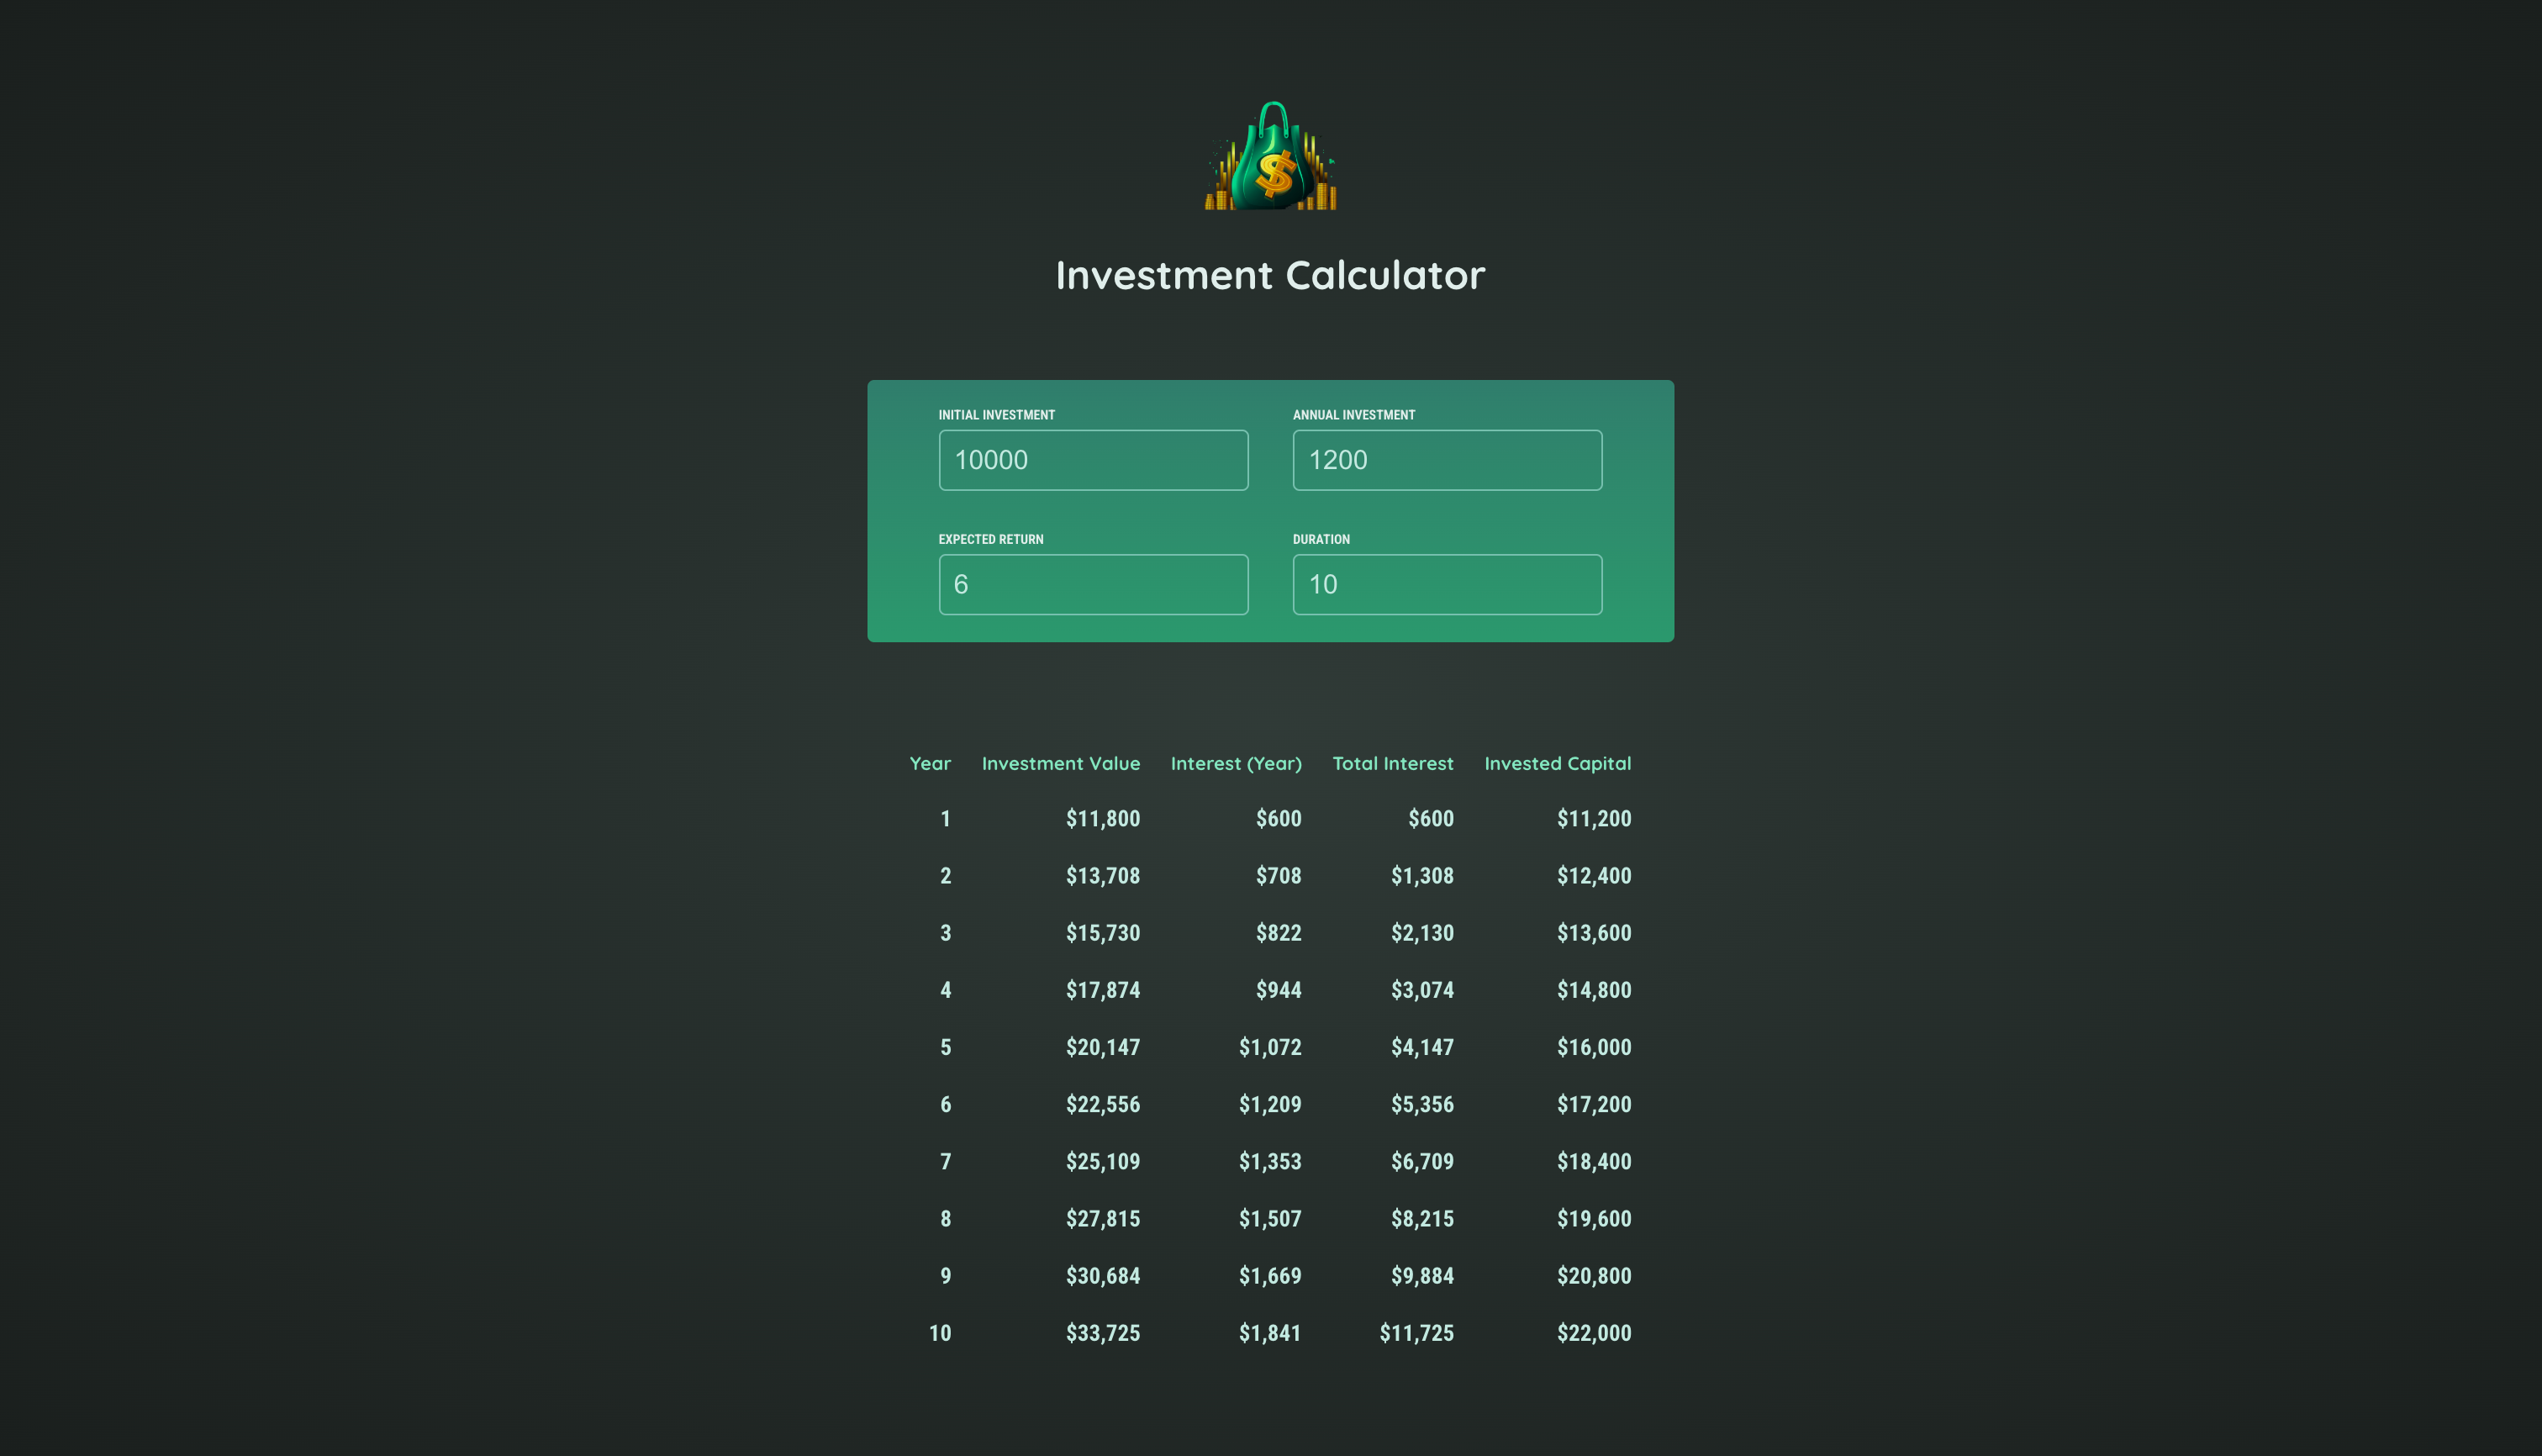 $
Investment Calculator
INITIAL INVESTMENT ANNUAL INVESTMENT
10000 1200
EXPECTED RETURN DURATION
6 10
Year Investment Value Interest (Year) Total Interest Invested Capital
1 $11,800 $600 $600 $11,200
2 $13,708 $708 $1,308 $12,400
3 $15,730 $822 $2,130 $13,600
4 $17,874 $944 $3,074 $14,800
5 $20,147 $1,072 $4,147 $16,000
6 $22,556 $1,209 $5,356 $17,200
7 $25,109 $1,353 $6,709 $18,400
8 $27,815 $1,507 $8,215 $19,600
9 $30,684 $1,669 $9,884 $20,800
10 $33,725 $1,841 $11,725 $22,000